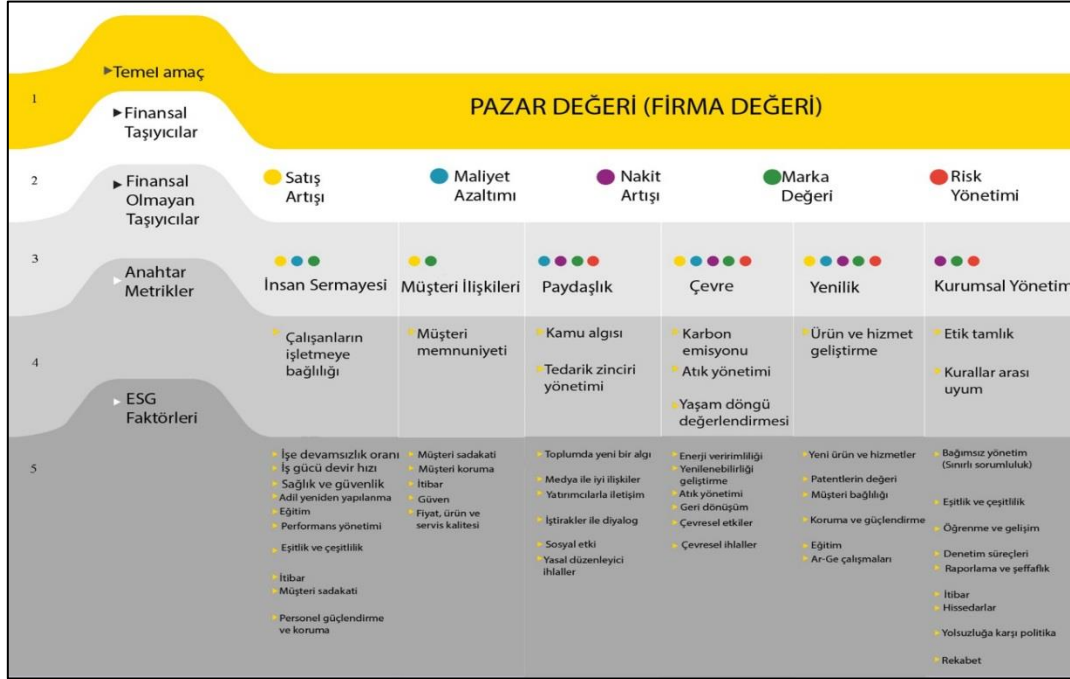 Temel amaç
1
PAZAR DEĞERİ (FİRMA DEĞERİ)
Finansal
Taşıyıcılar
2
Finansal
Olmayan
Taşıyıcılar
Satış
Artışı
Maliyet
Azaltımı
Nakit
Artışı
Marka
Değeri
Risk
Yönetimi
3
Anahtar
Metrikler
İnsan Sermayesi
Müşteri İlişkileri
Paydaşlık
Çevre
Yenilik
Kurumsal Yönetim
4
Çalışanların
işletmeye
bağlılığı
Müşteri
memnuniyeti
Kamu algısı
Tedarik zinciri
yönetimi
Karbon
emisyonu
Atık yönetimi
Yaşam döngü
değerlendirmesi
Ürün ve hizmet
geliştirme
Etik tamlık
Kurallar arası
uyum
ESG
Faktörleri
5
İşe devamsızlık oranı
İş gücü devir hızı
Sağlık ve güvenlik
Adil yeniden yapılanma
Eğitim
Performans yönetimi
Eşitlik ve çeşitlilik
İtibar
Müşteri sadakati
Personel güçlendirme
ve koruma
Müşteri sadakati
Müşteri koruma
İtibar
Güven
Fiyat, ürün ve
servis kalitesi
Toplumda yeni bir algı
Medya ile iyi ilişkiler
Yatırımcılarla iletişim
İştirakler ile diyalog
Sosyal etki
Yasal düzenleyici
ihlaller
Enerji veririmliliği
Yenilenebilirliği
geliştirme
Atık yönetimi
Geri dönüşüm
Çevresel etkiler
Çevresel ihlaller
Yeni ürün ve hizmetler
Patentlerin değeri
Müşteri bağlılığı
Koruma ve güçlendirme
Eğitim
Ar-Ge çalışmaları
Bağımsız yönetim
(Sınırlı sorumluluk)
Eşitlik ve çeşitlilik
Öğrenme ve gelişim
Denetim süreçleri
Raporlama ve şeffaflık
İtibar
Hissedarlar
Yolsuzluğa karşı politika
Rekabet